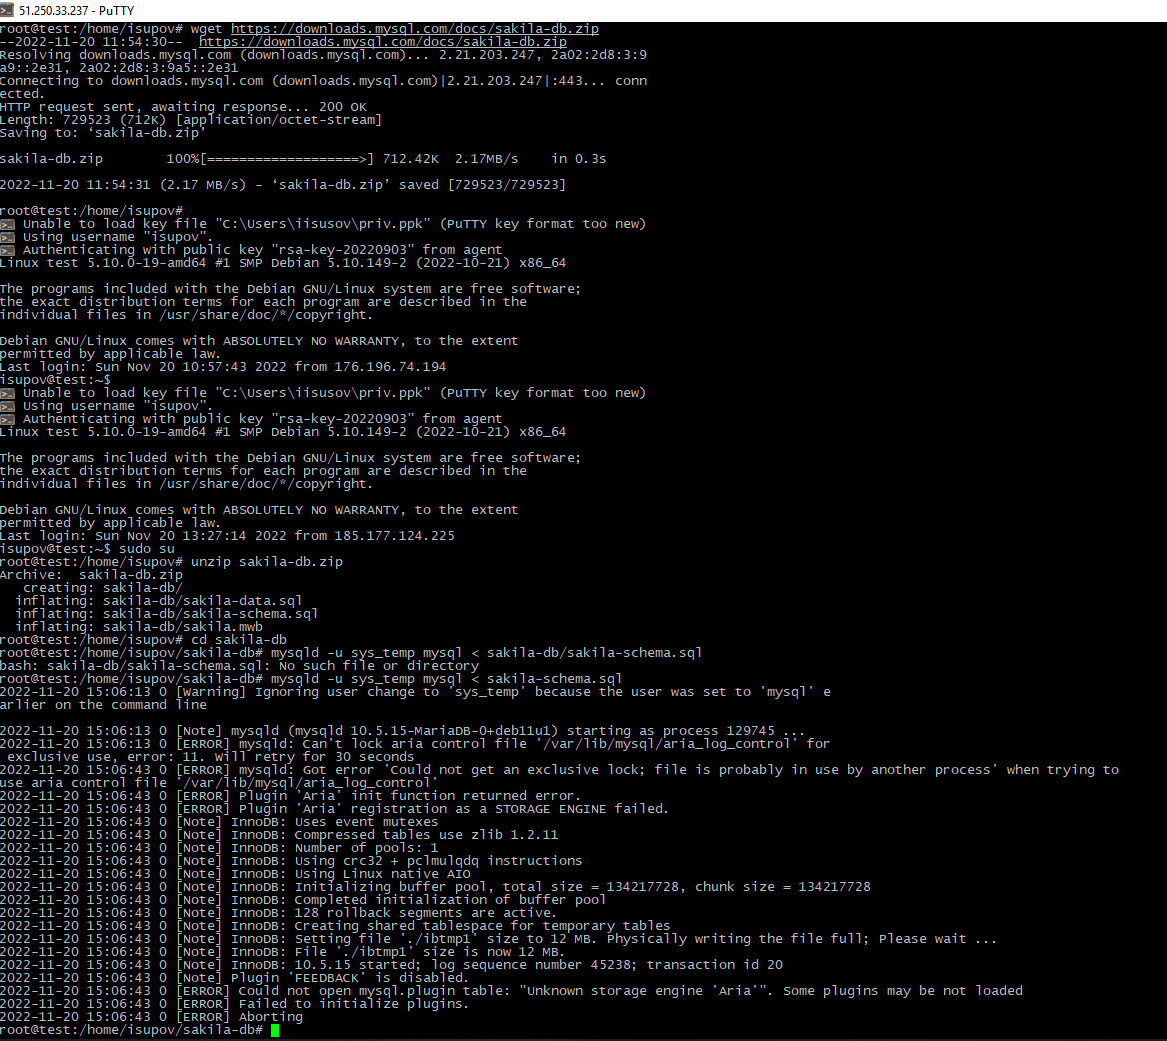 51.250.33.237 - PuTTY
root@test:/home/isupov# wget https://downloads.mysql.com/docs/sakila-db.zip
--2022-11-20 11:54:30--  https://downloads.mysql.com/docs/sakila-db.zip
Resolving downloads.mysql.com (downloads.mysql.com)... 2.21.203.247, 2a02:2d8:3:9
a9::2e31, 2a02:2d8:3:9a5::2e31
Connecting to downloads.mysql.com (downloads.mysql.com)|2.21.203.247|:443... conn
ected.
HTTP request sent, awaiting response... 200 OK
Length: 729523 (712K) [application/octet-stream]
Saving to: ‘sakila-db.zip’
sakila-db.zip        100%[===================>] 712.42K  2.17MB/s    in 0.3s
2022-11-20 11:54:31 (2.17 MB/s) - ‘sakila-db.zip’ saved [729523/729523]
root@test:/home/isupov#
Unable to load key file "C:\Users\iisusov\priv.ppk" (PuTTY key format too new)
Using username "isupov".
Authenticating with public key "rsa-key-20220903" from agent
Linux test 5.10.0-19-amd64 #1 SMP Debian 5.10.149-2 (2022-10-21) x86_64
The programs included with the Debian GNU/Linux system are free software;
the exact distribution terms for each program are described in the
individual files in /usr/share/doc/*/copyright.
Debian GNU/Linux comes with ABSOLUTELY NO WARRANTY, to the extent
permitted by applicable law.
Last login: Sun Nov 20 10:57:43 2022 from 176.196.74.194
isupov@test:~$
Unable to load key file "C:\Users\iisusov\priv.ppk" (PuTTY key format too new)
Using username "isupov".
Authenticating with public key "rsa-key-20220903" from agent
Linux test 5.10.0-19-amd64 #1 SMP Debian 5.10.149-2 (2022-10-21) x86_64
The programs included with the Debian GNU/Linux system are free software;
the exact distribution terms for each program are described in the
individual files in /usr/share/doc/*/copyright.
Debian GNU/Linux comes with ABSOLUTELY NO WARRANTY, to the extent
permitted by applicable law.
Last login: Sun Nov 20 13:27:14 2022 from 185.177.124.225
isupov@test:~$ sudo su
root@test:/home/isupov# unzip sakila-db.zip
Archive:  sakila-db.zip
   creating: sakila-db/
  inflating: sakila-db/sakila-data.sql
  inflating: sakila-db/sakila-schema.sql
  inflating: sakila-db/sakila.mwb
root@test:/home/isupov# cd sakila-db
root@test:/home/isupov/sakila-db# mysqld -u sys_temp mysql < sakila-db/sakila-schema.sql
bash: sakila-db/sakila-schema.sql: No such file or directory
root@test:/home/isupov/sakila-db# mysqld -u sys_temp mysql < sakila-schema.sql
2022-11-20 15:06:13 0 [Warning] Ignoring user change to 'sys_temp' because the user was set to 'mysql' e
arlier on the command line
2022-11-20 15:06:13 0 [Note] mysqld (mysqld 10.5.15-MariaDB-0+deb11u1) starting as process 129745 ...
2022-11-20 15:06:13 0 [ERROR] mysqld: Can't lock aria control file '/var/lib/mysql/aria_log_control' for
 exclusive use, error: 11. Will retry for 30 seconds
2022-11-20 15:06:43 0 [ERROR] mysqld: Got error 'Could not get an exclusive lock; file is probably in use by another process' when trying to
use aria control file '/var/lib/mysql/aria_log_control'
2022-11-20 15:06:43 0 [ERROR] Plugin 'Aria' init function returned error.
2022-11-20 15:06:43 0 [ERROR] Plugin 'Aria' registration as a STORAGE ENGINE failed.
2022-11-20 15:06:43 0 [Note] InnoDB: Uses event mutexes
2022-11-20 15:06:43 0 [Note] InnoDB: Compressed tables use zlib 1.2.11
2022-11-20 15:06:43 0 [Note] InnoDB: Number of pools: 1
2022-11-20 15:06:43 0 [Note] InnoDB: Using crc32 + pclmulqdq instructions
2022-11-20 15:06:43 0 [Note] InnoDB: Using Linux native AIO
2022-11-20 15:06:43 0 [Note] InnoDB: Initializing buffer pool, total size = 134217728, chunk size = 134217728
2022-11-20 15:06:43 0 [Note] InnoDB: Completed initialization of buffer pool
2022-11-20 15:06:43 0 [Note] InnoDB: 128 rollback segments are active.
2022-11-20 15:06:43 0 [Note] InnoDB: Creating shared tablespace for temporary tables
2022-11-20 15:06:43 0 [Note] InnoDB: Setting file './ibtmp1' size to 12 MB. Physically writing the file full; Please wait ...
2022-11-20 15:06:43 0 [Note] InnoDB: File './ibtmp1' size is now 12 MB.
2022-11-20 15:06:43 0 [Note] InnoDB: 10.5.15 started; log sequence number 45238; transaction id 20
2022-11-20 15:06:43 0 [Note] Plugin 'FEEDBACK' is disabled.
2022-11-20 15:06:43 0 [ERROR] Could not open mysql.plugin table: "Unknown storage engine 'Aria'". Some plugins may be not loaded
2022-11-20 15:06:43 0 [ERROR] Failed to initialize plugins.
2022-11-20 15:06:43 0 [ERROR] Aborting
root@test:/home/isupov/sakila-db#